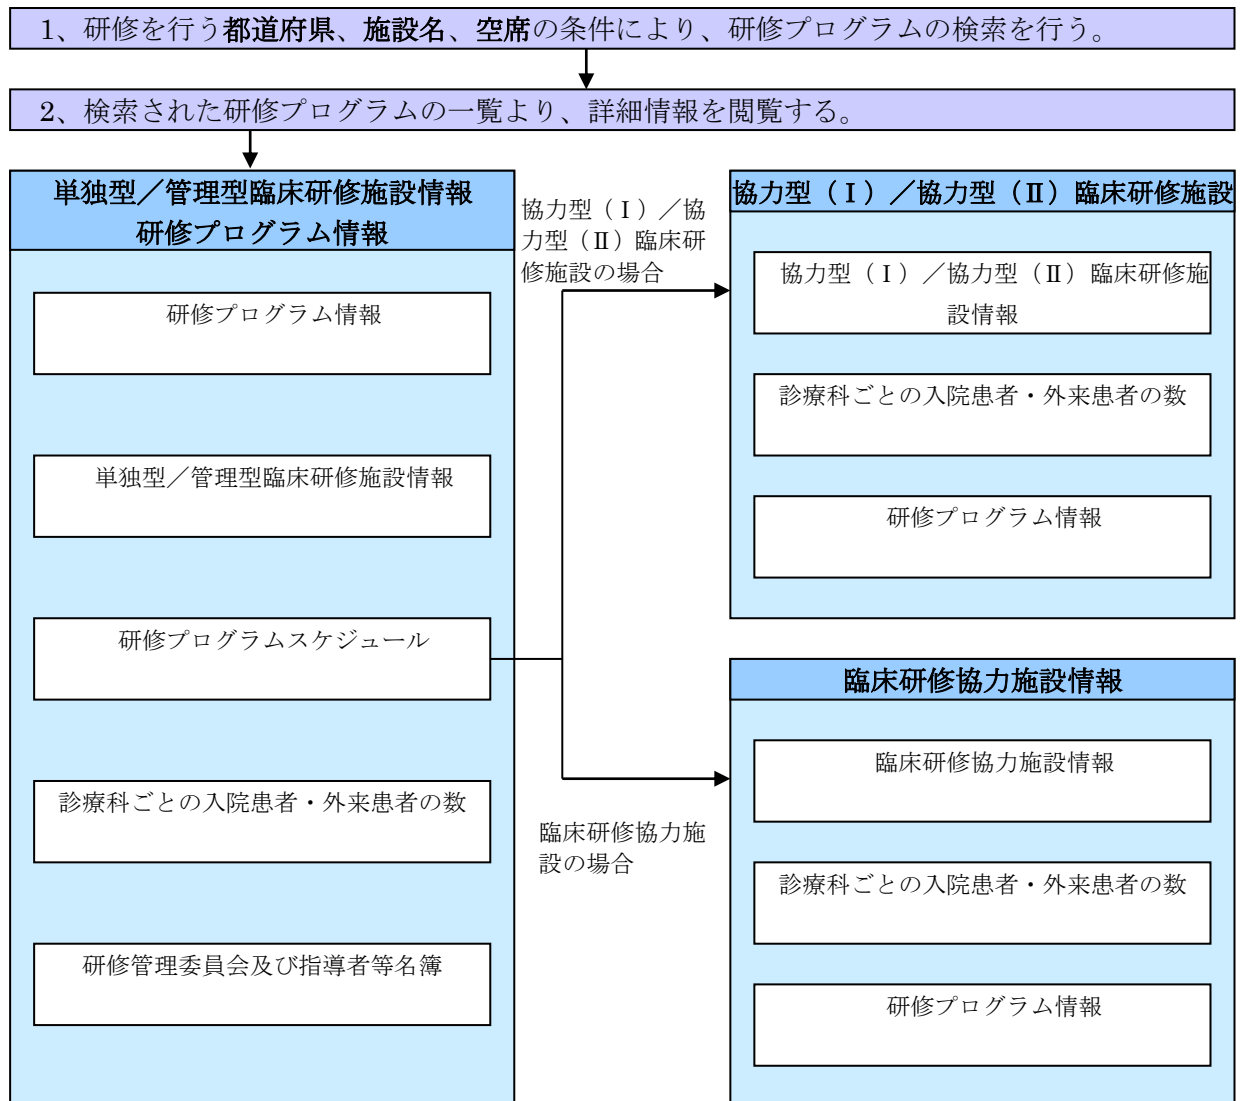 1、研修を行う都道府県、施設名、空席の条件により、研修プログラムの検索を行う。
2、検索された研修プログラムの一覧より、詳細情報を閲覧する。
単独型／管理型臨床研修施設情報
研修プログラム情報
研修プログラム情報
単独型／管理型臨床研修施設情報
研修プログラムスケジュール
診療科ごとの入院患者・外来患者の数
研修管理委員会及び指導者等名簿
協力型（Ⅰ）／協
力型（Ⅱ）臨床研
修施設の場合
臨床研修協力施
設の場合
協力型（Ⅰ）／協力型（Ⅱ）臨床研修施設
協力型（Ⅰ）／協力型（Ⅱ）臨床研修施
設情報
診療科ごとの入院患者・外来患者の数
研修プログラム情報
臨床研修協力施設情報
臨床研修協力施設情報
診療科ごとの入院患者・外来患者の数
研修プログラム情報